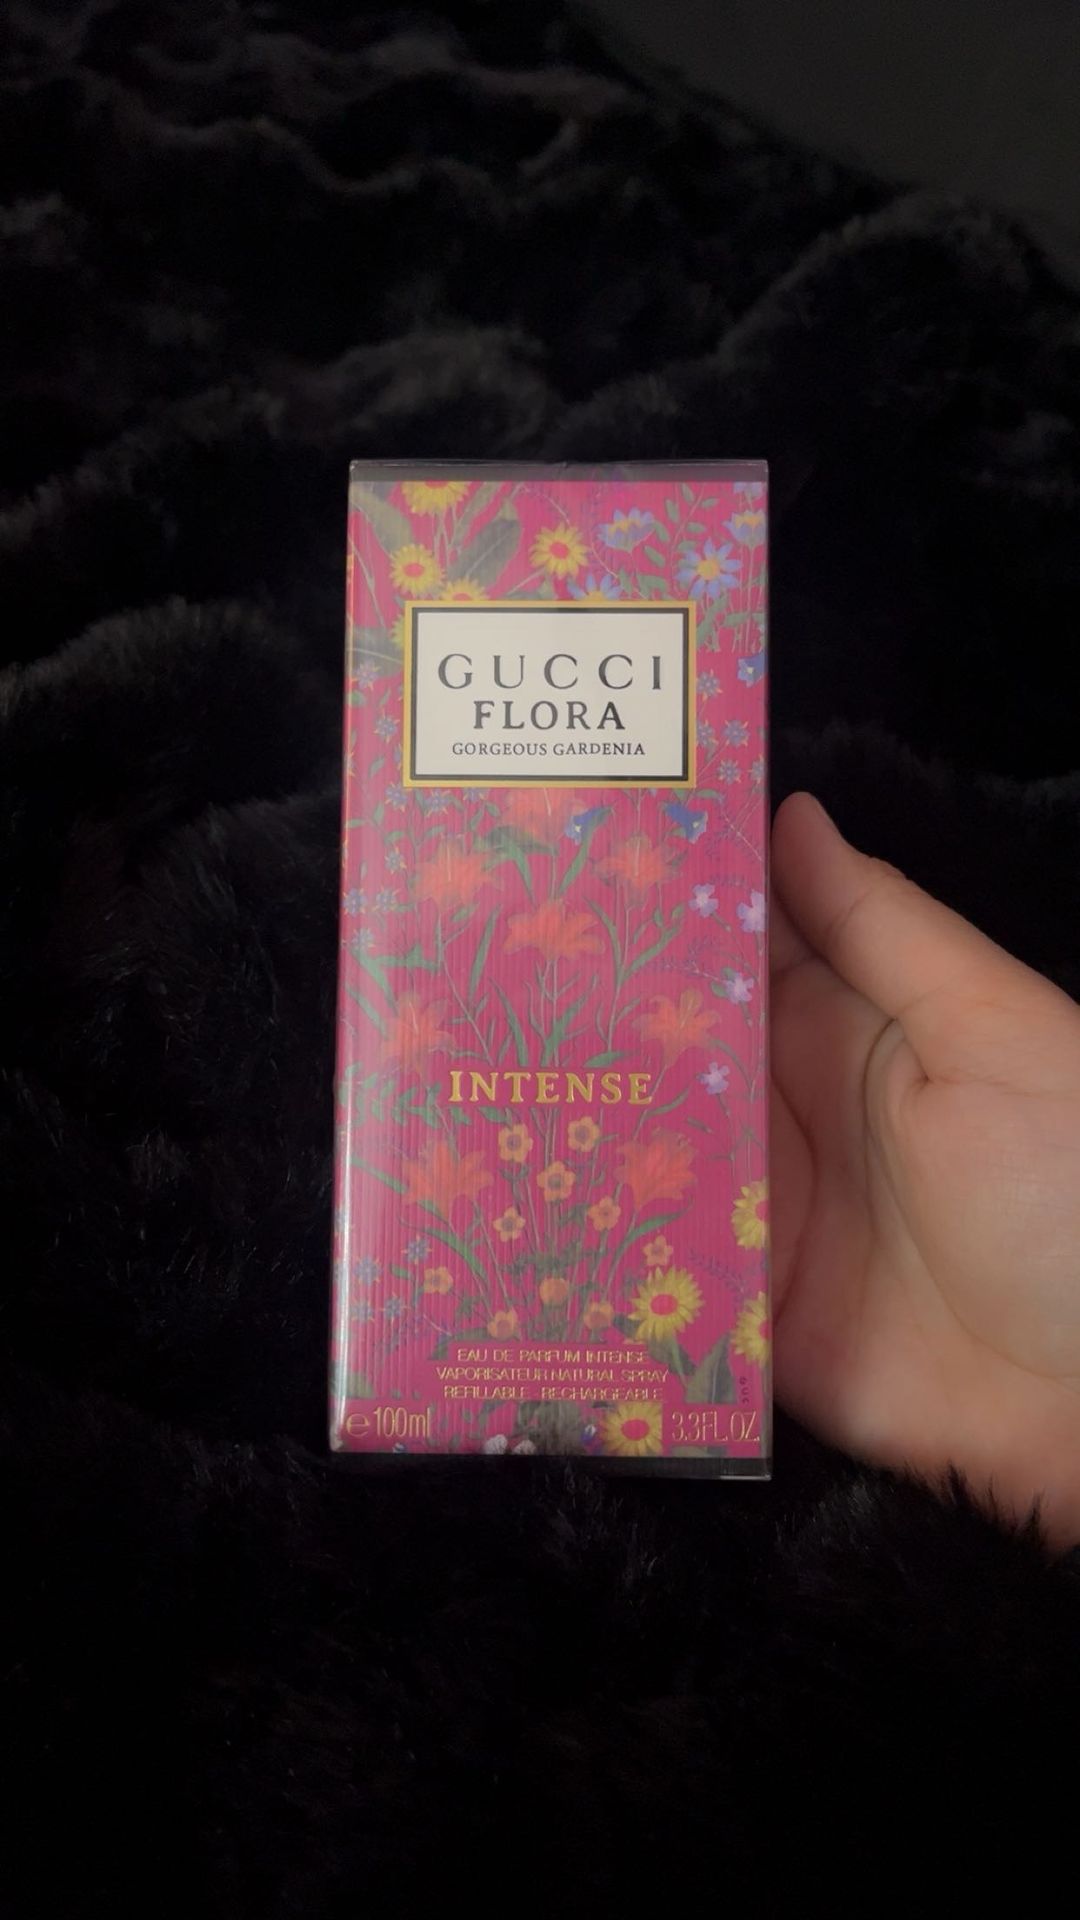 GUCCI
FLORA
GORGEOUS GARDENIA
INTENSE
EAU DE PARFUM INTENSE
VAPORISATEUR NATURAL SPRAY
REFILLABLE - RECHARGEABLE
℮100ml 3.3FL.OZ.